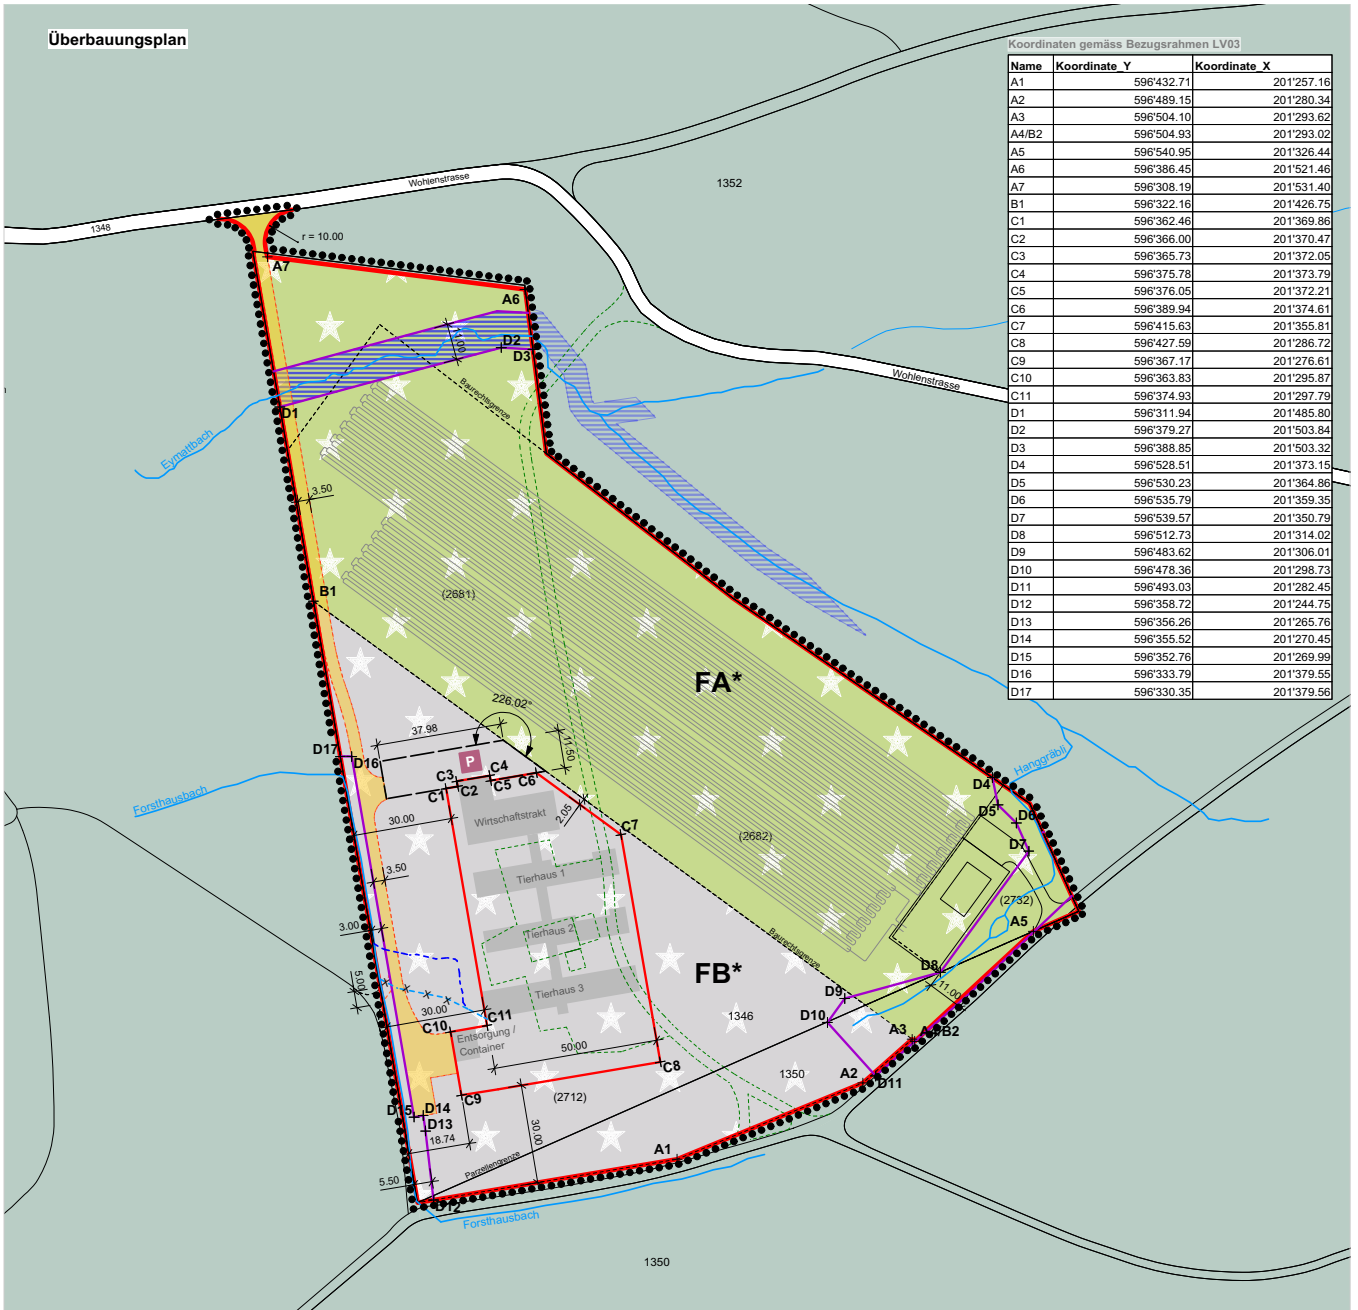 Überbauungsplan
Koordinaten gemäss Bezugsrahmen LV03
Name Koordinate_Y Koordinate_X
A1 596'432.71 201'257.16
A2 596'489.15 201'280.34
A3 596'504.10 201'293.62
A4/B2 596'504.93 201'293.02
A5 596'540.95 201'326.44
A6 596'386.45 201'521.46
A7 596'308.19 201'531.40
B1 596'322.16 201'426.75
C1 596'362.46 201'369.86
C2 596'366.00 201'370.47
C3 596'365.73 201'372.05
C4 596'375.78 201'373.79
C5 596'376.05 201'372.21
C6 596'389.94 201'374.61
C7 596'415.63 201'355.81
C8 596'427.59 201'286.72
C9 596'367.17 201'276.61
C10 596'363.83 201'295.87
C11 596'374.93 201'297.79
D1 596'311.94 201'485.80
D2 596'379.27 201'503.84
D3 596'388.85 201'503.32
D4 596'528.51 201'373.15
D5 596'530.23 201'364.86
D6 596'535.79 201'359.35
D7 596'539.57 201'350.79
D8 596'512.73 201'314.02
D9 596'483.62 201'306.01
D10 596'478.36 201'298.73
D11 596'493.03 201'282.45
D12 596'358.72 201'244.75
D13 596'356.26 201'265.76
D14 596'355.52 201'270.45
D15 596'352.76 201'269.99
D16 596'333.79 201'379.55
D17 596'330.35 201'379.56
Wohlenstrasse
1352
1348
r = 10.00
A7
A6
11.00
D2
D3
Wohlenstrasse
Baurechtsgrenze
D1
Eymattbach
3.50
B1
(2681)
FA*
226.02°
37.98
11.50
D17
D16
P
C3
C4
C1
C2
C5
C6
Hanggräbli
D4
D5
D6
Forsthausbach
Wirtschaftstrakt
2.05
C7
30.00
(2682)
D7
3.50
Tierhaus 1
(2732)
A5
3.00
Tierhaus 2
Baurechtsgrenze
FB*
D8
5.00
Tierhaus 3
11.00
D9
30.00
C11
1346
D10
C10
Entsorgung /
Container
A3
A4/B2
50.00
C8
1350
A2
D11
C9
(2712)
D15
D14
D13
18.74
30.00
A1
Parzellengrenze
5.50
D12
Forsthausbach
1350